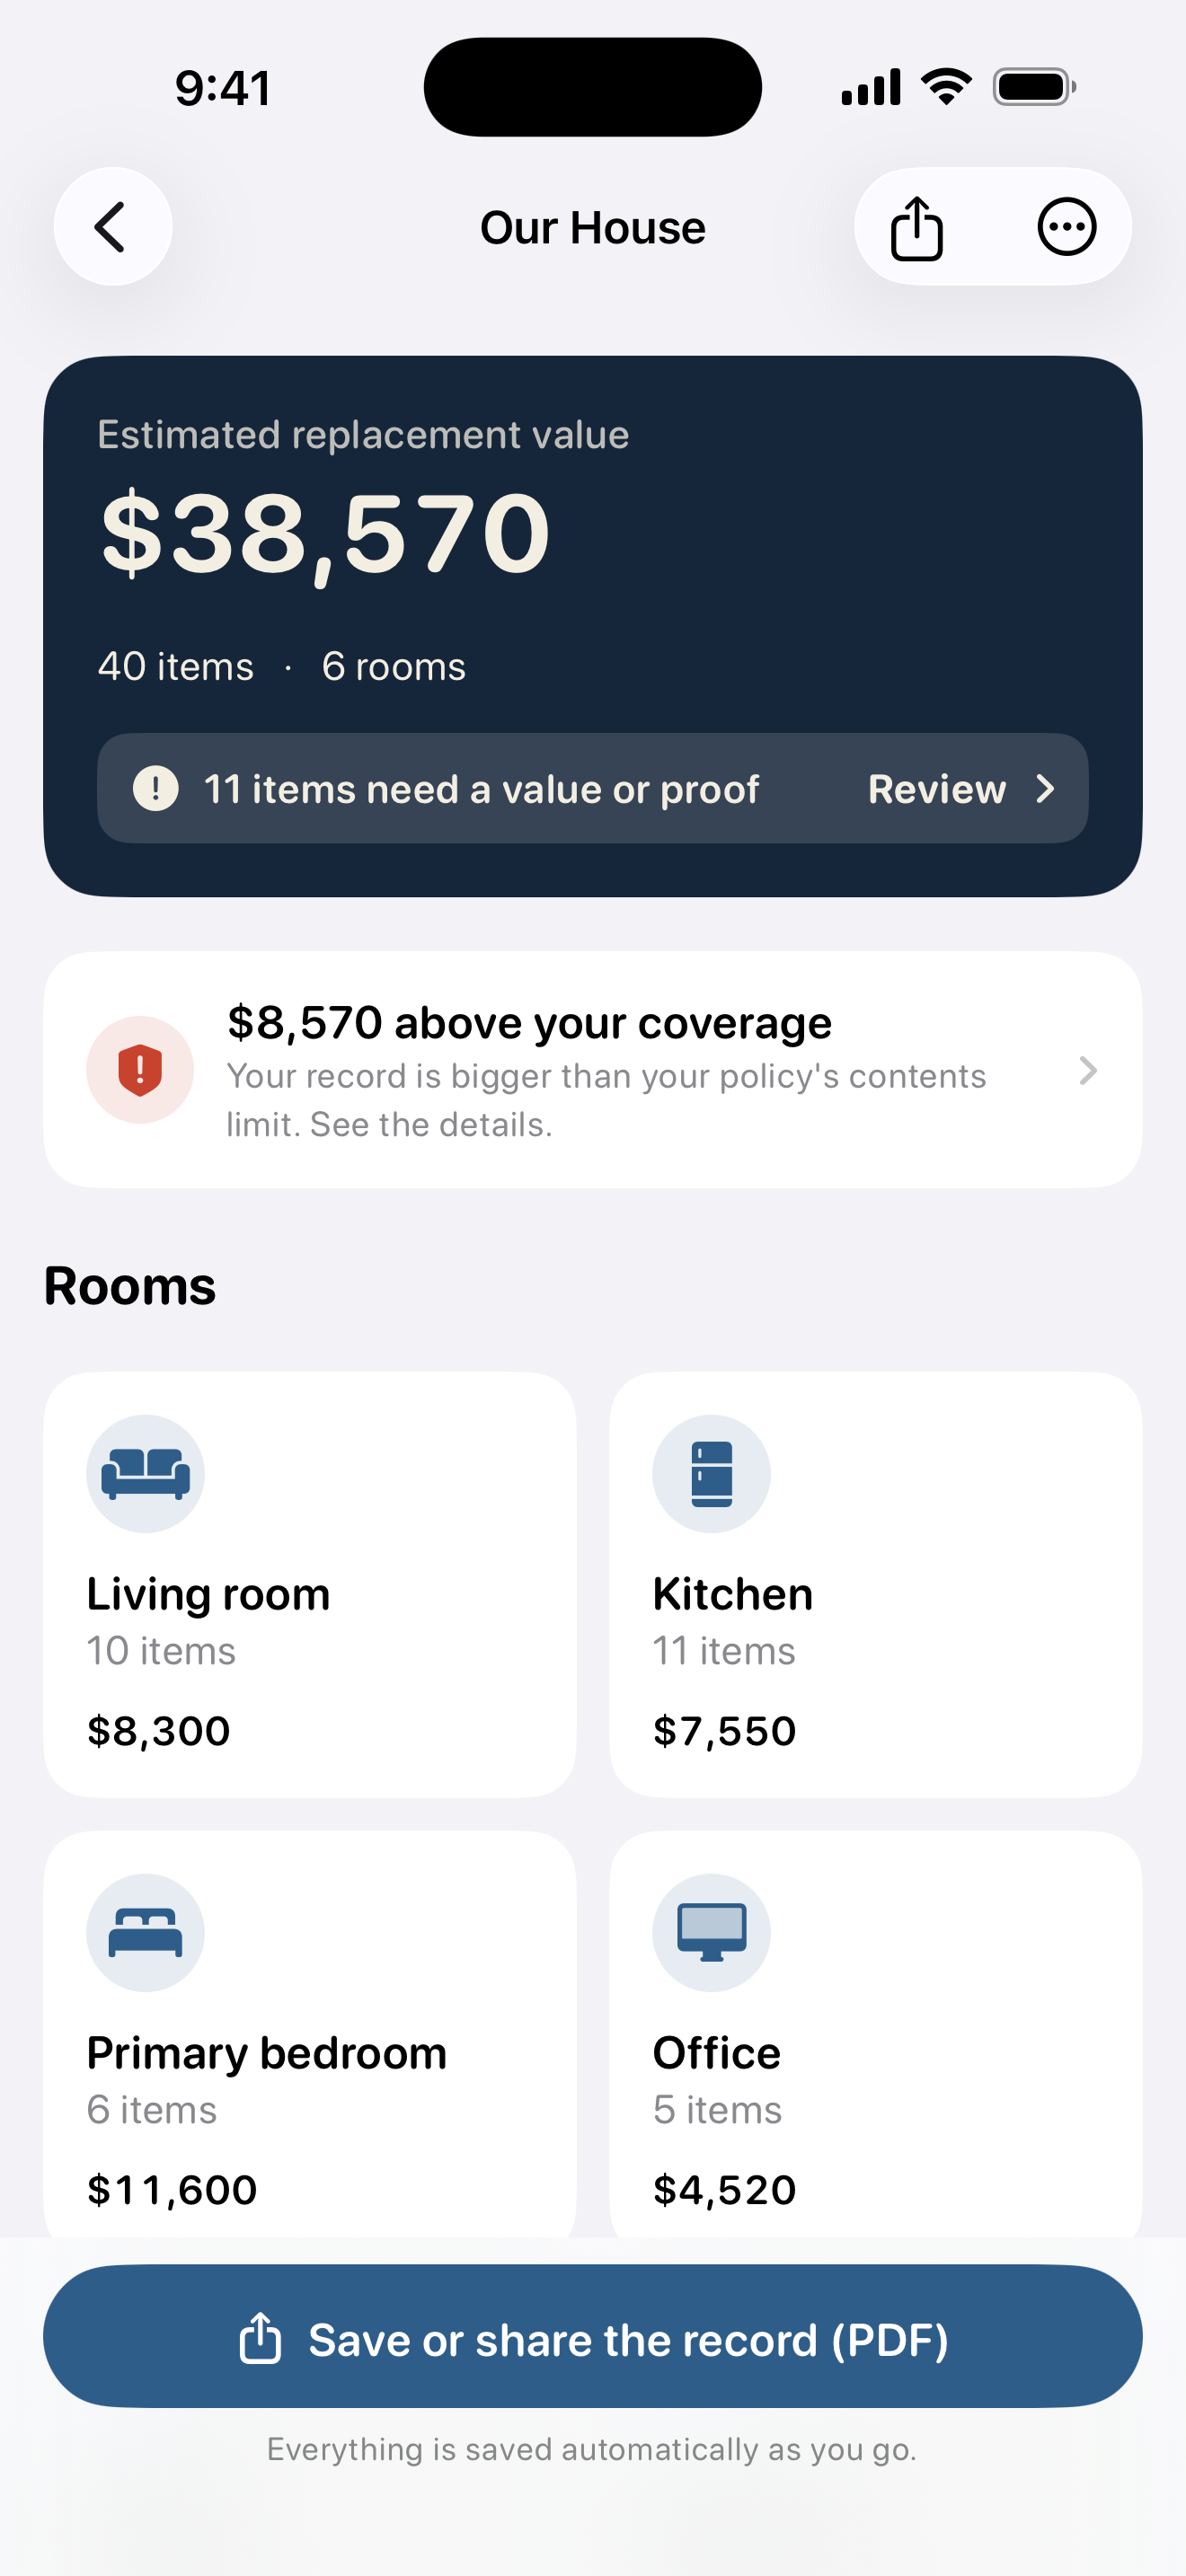 9:41
Our House
Estimated replacement value
$38,570
40 items · 6 rooms
11 items need a value or proof Review
$8,570 above your coverage
Your record is bigger than your policy's contents
limit. See the details.
Rooms
Living room
10 items
$8,300
Kitchen
11 items
$7,550
Primary bedroom
6 items
$11,600
Office
5 items
$4,520
Save or share the record (PDF)
Everything is saved automatically as you go.